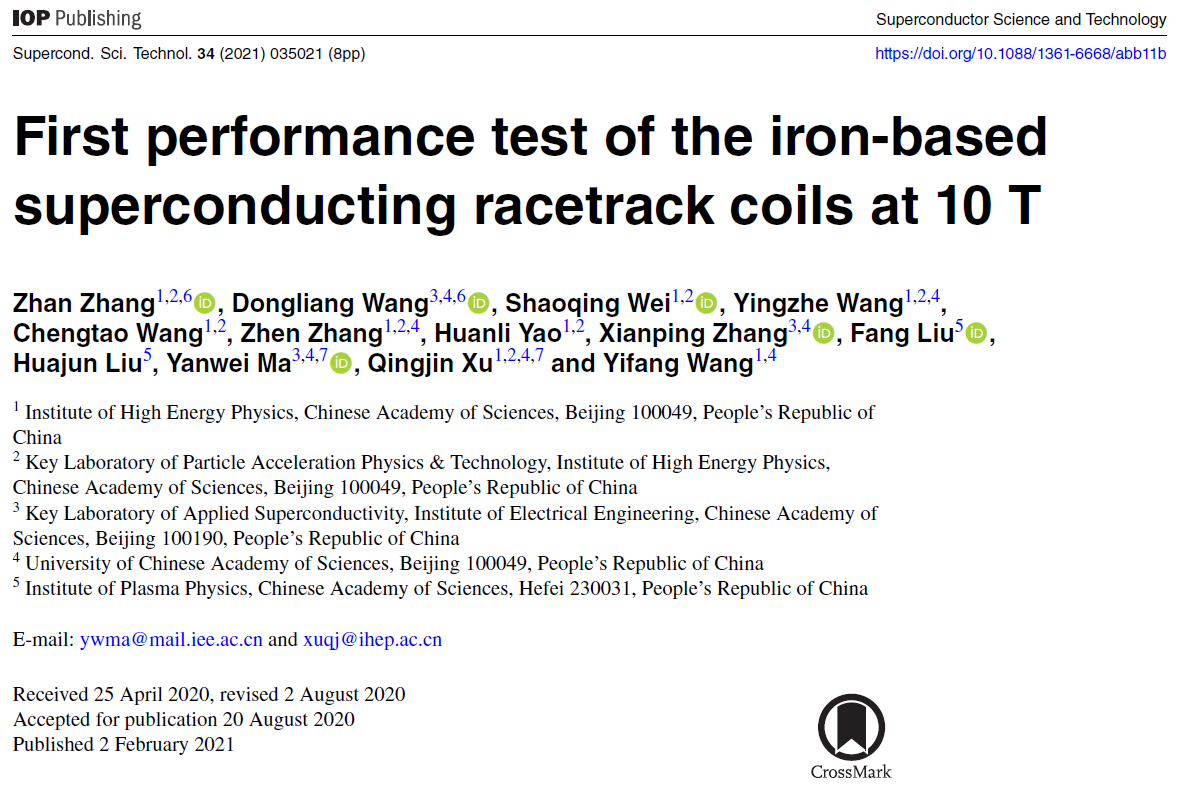 IOP Publishing
Superconductor Science and Technology
Supercond. Sci. Technol. 34 (2021) 035021 (8pp)
https://doi.org/10.1088/1361-6668/abb11b
First performance test of the iron-based
superconducting racetrack coils at 10 T
Zhan Zhang1,2,6 iD, Dongliang Wang3,4,6 iD, Shaoqing Wei1,2 iD, Yingzhe Wang1,2,4,
Chengtao Wang1,2, Zhen Zhang1,2,4, Huanli Yao1,2, Xianping Zhang3,4 iD, Fang Liu5 iD,
Huajun Liu5, Yanwei Ma3,4,7 iD, Qingjin Xu1,2,4,7 and Yifang Wang1,4
1 Institute of High Energy Physics, Chinese Academy of Sciences, Beijing 100049, People's Republic of
China
2 Key Laboratory of Particle Acceleration Physics & Technology, Institute of High Energy Physics,
Chinese Academy of Sciences, Beijing 100049, People's Republic of China
3 Key Laboratory of Applied Superconductivity, Institute of Electrical Engineering, Chinese Academy of
Sciences, Beijing 100190, People's Republic of China
4 University of Chinese Academy of Sciences, Beijing 100049, People's Republic of China
5 Institute of Plasma Physics, Chinese Academy of Sciences, Hefei 230031, People's Republic of China
E-mail: ywma@mail.iee.ac.cn and xuqj@ihep.ac.cn
Received 25 April 2020, revised 2 August 2020
Accepted for publication 20 August 2020
Published 2 February 2021
CrossMark